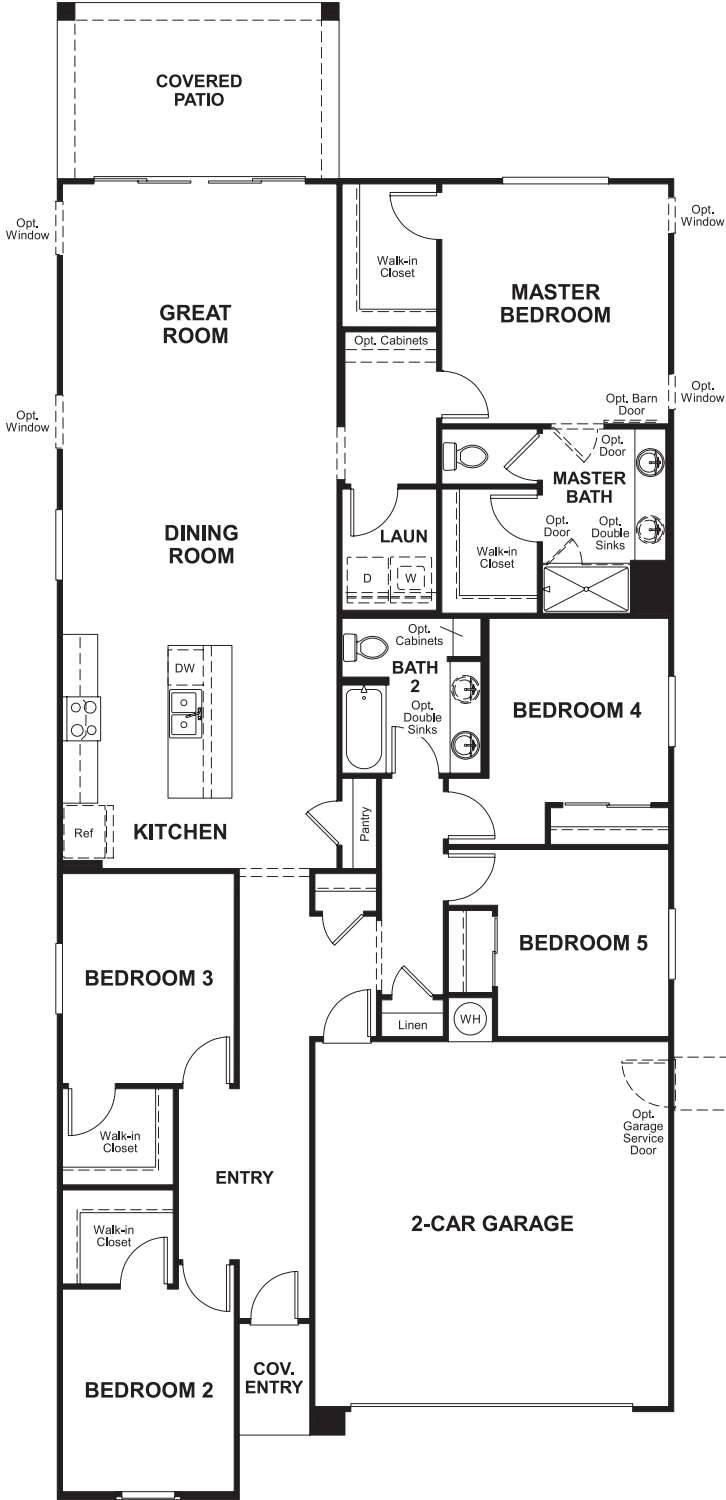 COVERED
PATIO
Opt.
Window
Opt.
Window
Walk-in
Closet
GREAT
ROOM
MASTER
BEDROOM
Opt. Cabinets
Opt.
Window
Opt. Barn
Door
Opt.
Window
Opt.
Door
MASTER
BATH
DINING
ROOM
LAUN
Opt.
Door
Opt.
Double
Sinks
Walk-in
Closet
D
W
Opt.
Cabinets
DW
BATH
2
Opt.
Double
Sinks
BEDROOM 4
Ref
KITCHEN
Pantry
BEDROOM 3
BEDROOM 5
Linen
WH
Opt.
Garage
Service
Door
Walk-in
Closet
ENTRY
2-CAR GARAGE
Walk-in
Closet
BEDROOM 2
COV.
ENTRY